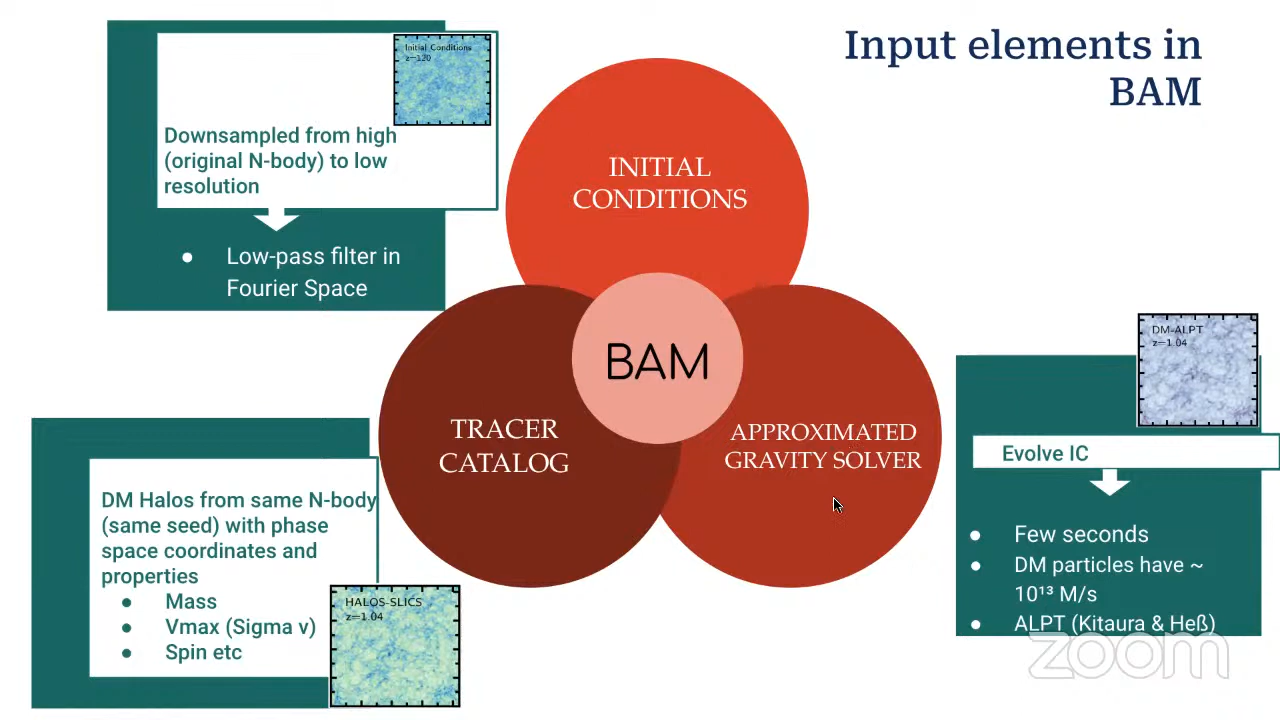 Input elements in
BAM
Initial Conditions
z=120
Downsampled from high
(original N-body) to low
resolution
● Low-pass filter in
Fourier Space
INITIAL
CONDITIONS
BAM
TRACER
CATALOG
APPROXIMATED
GRAVITY SOLVER
DM-ALPT
z=1.04
Evolve IC
● Few seconds
● DM particles have ~
10¹³ M/s
● ALPT (Kitaura & Heß)
DM Halos from same N-body
(same seed) with phase
space coordinates and
properties
● Mass
● Vmax (Sigma v)
● Spin etc
HALOS-SLICS
z=1.04
zoom